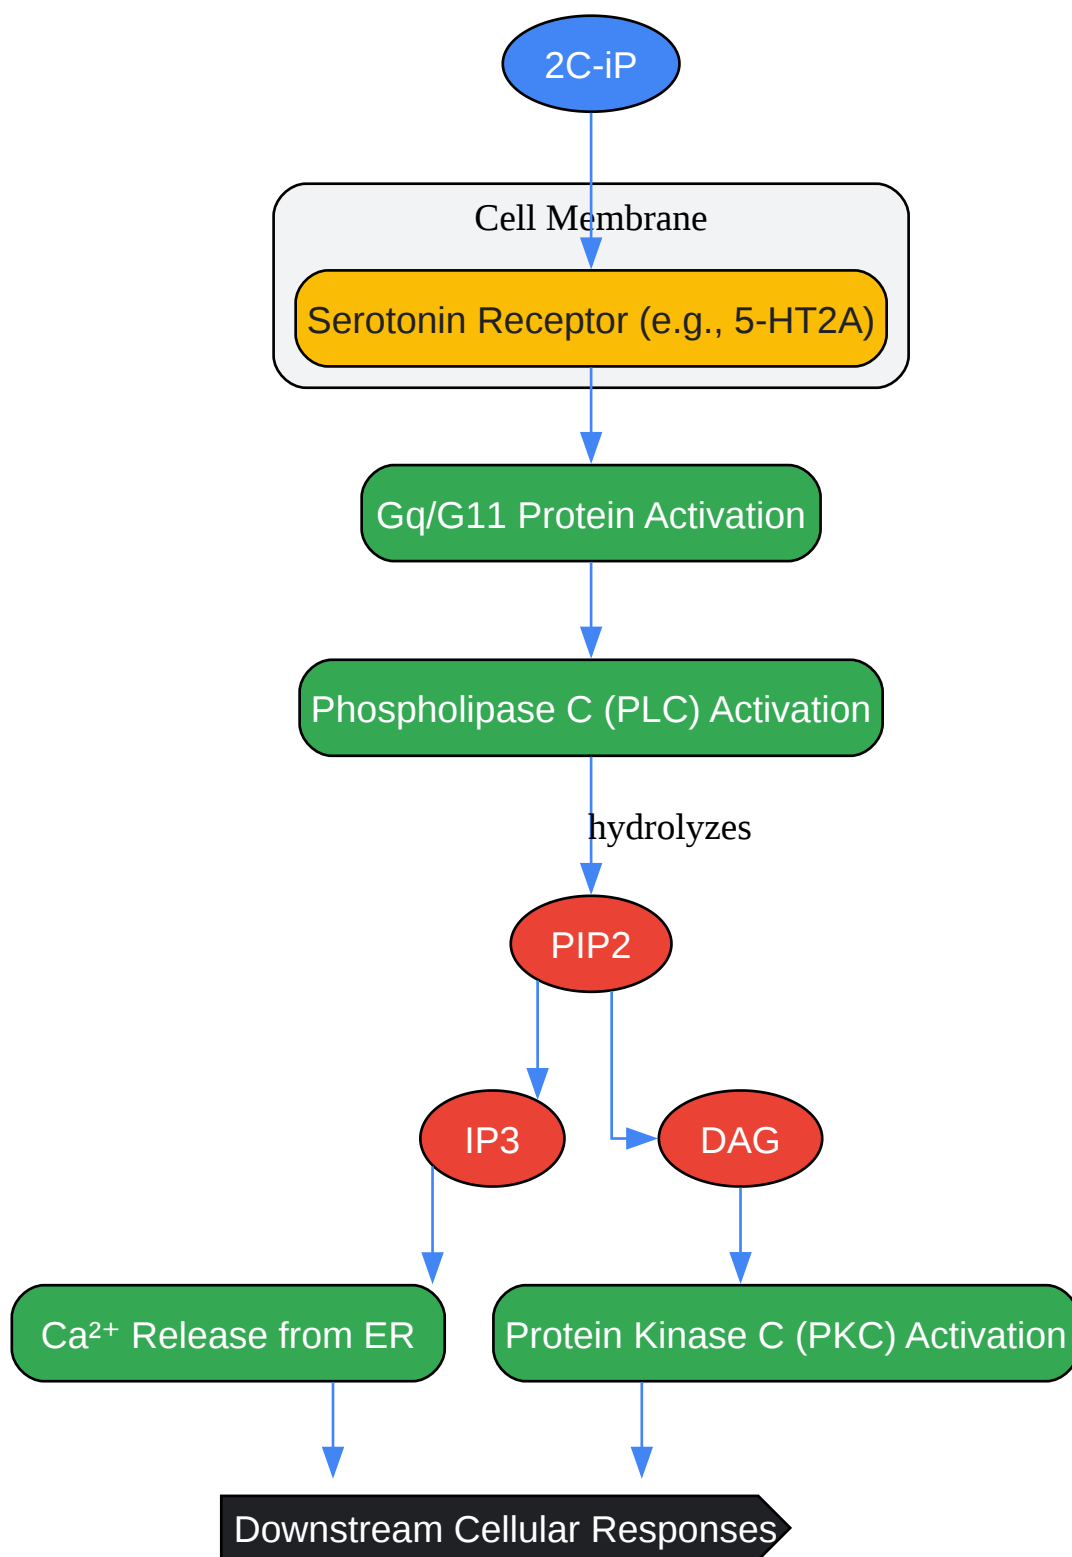 2C-iP
Cell Membrane
Serotonin Receptor (e.g., 5-HT2A)
Gq/G11 Protein Activation
Phospholipase C (PLC) Activation
hydrolyzes
PIP2
IP3
DAG
Ca²⁺ Release from ER
Protein Kinase C (PKC) Activation
Downstream Cellular Responses